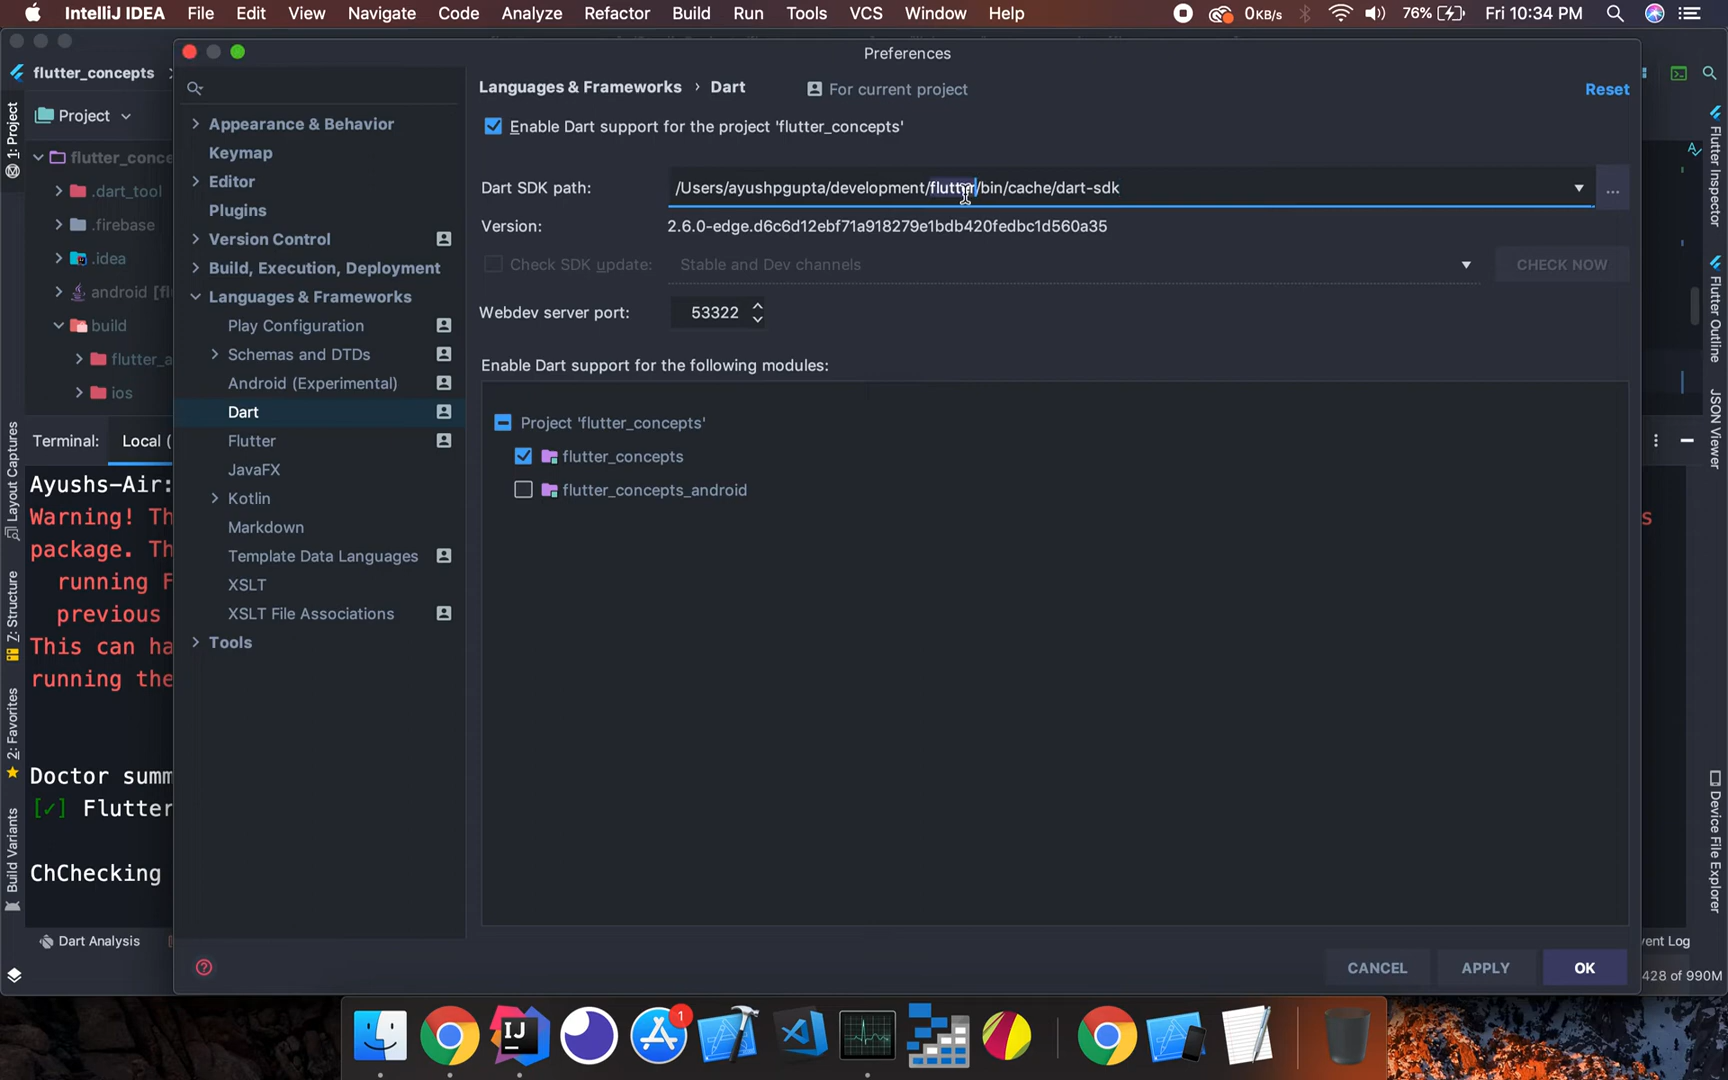 IntelliJ IDEA File Edit View Navigate Code Analyze Refactor Build Run Tools VCS Window Help 0KB/s 76% Fri 10:34 PM
Preferences
flutter_concepts
Languages & Frameworks › Dart For current project Reset
1: Project
Project
Appearance & Behavior
Enable Dart support for the project 'flutter_concepts'
Keymap
flutter_conce
Editor
.dart_tool
Dart SDK path: /Users/ayushpgupta/development/flutter/bin/cache/dart-sdk ...
Plugins
.firebase
Version: 2.6.0-edge.d6c6d12ebf71a918279e1bdb420fedbc1d560a35
Version Control
.idea
Check SDK update: Stable and Dev channels CHECK NOW
Build, Execution, Deployment
android [fl
Languages & Frameworks
Webdev server port: 53322
Play Configuration
build
Schemas and DTDs
flutter_a
Enable Dart support for the following modules:
Android (Experimental)
ios
Dart
Project 'flutter_concepts'
Flutter
Terminal: Local (
flutter_concepts
JavaFX
Ayushs-Air:
flutter_concepts_android
Kotlin
Warning! Th s
Markdown
package. Th
Template Data Languages
running F
XSLT
previous
XSLT File Associations
This can ha
Tools
running the
Doctor summ
[✓] Flutter
ChChecking
Layout Captures
7: Structure
2: Favorites
Build Variants
Flutter Inspector
Flutter Outline
JSON Viewer
Device File Explorer
Dart Analysis
vent Log
CANCEL APPLY OK
428 of 990M
IJ
1